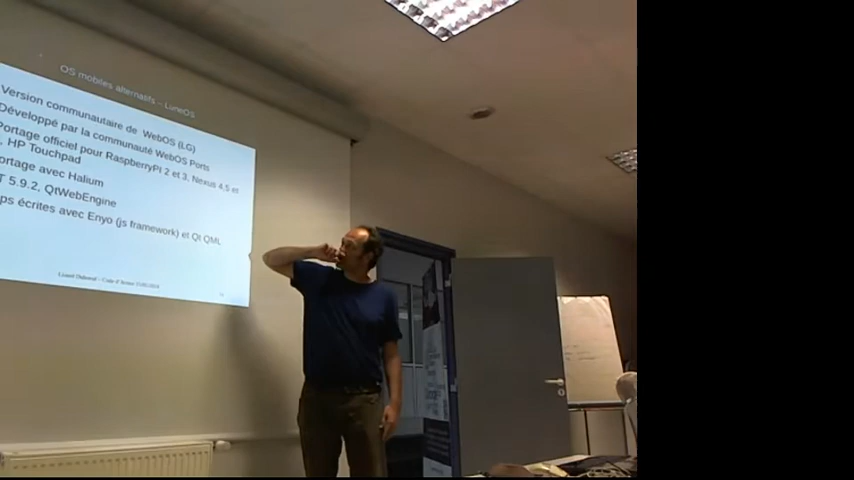 OS mobiles alternatifs – LuneOS
Version communautaire de WebOS (LG)
Développé par la communauté WebOS Ports
Portage officiel pour RaspberryPi 2 et 3, Nexus 4,5 et
, HP Touchpad
ortage avec Halium
T 5.9.2, QtWebEngine
ps écrites avec Enyo (js framework) et Qt QML